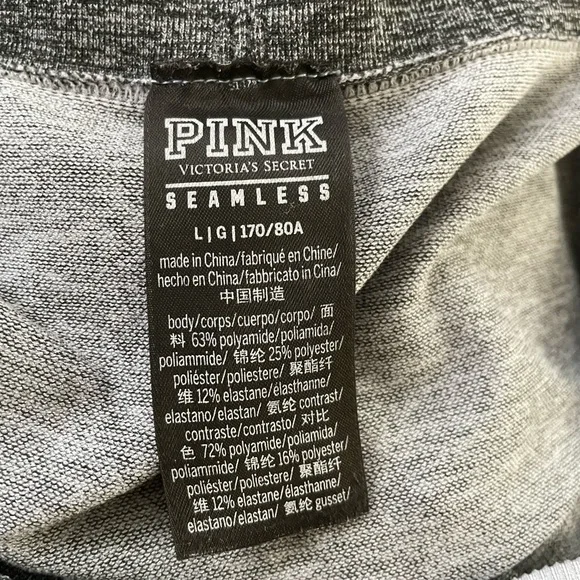 PINK
VICTORIA'S SECRET
SEAMLESS
L|G|170/80A
made in China/fabriqué en Chine/
hecho en China/fabbricato in Cina/
中国制造
body/corps/cuerpo/corpo/ 面
料 63% polyamide/poliamida/
poliammide/ 锦纶 25% polyester/
poliéster/poliestere/ 聚酯纤
维 12% elastane/élasthanne/
elastano/elastan/ 氨纶 contrast/
contraste/contrasto/ 对比
色 72% polyamide/poliamida/
poliammide/ 锦纶 16% polyester/
poliéster/poliestere/ 聚酯纤
维 12% elastane/élasthanne/
elastano/elastan/ 氨纶 gusset/